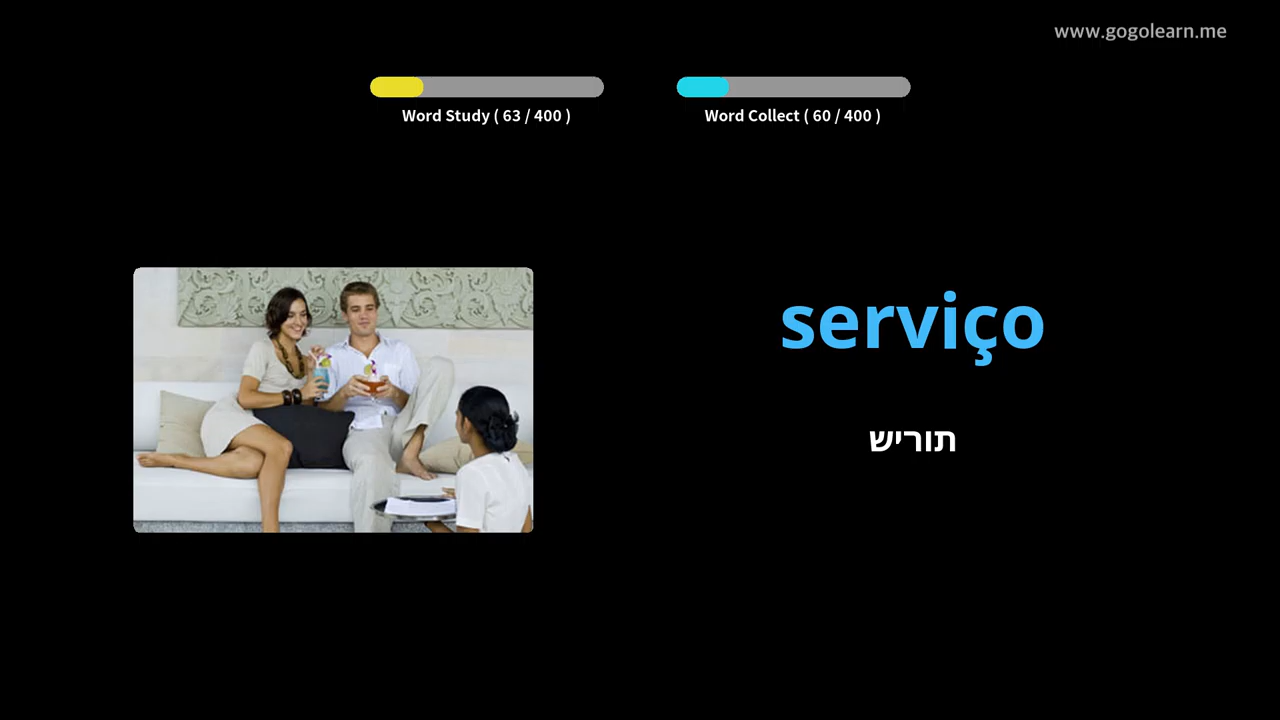 www.gogolearn.me
Word Study ( 63 / 400 )
Word Collect ( 60 / 400 )
serviço
תוריש